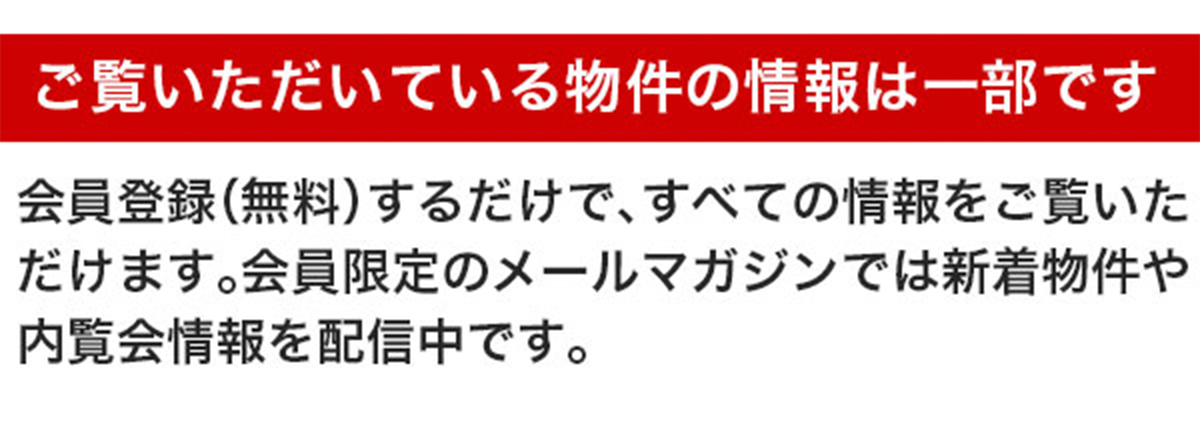 ご覧いただいている物件の情報は一部です
会員登録(無料)するだけで、すべての情報をご覧いた
だけます。会員限定のメールマガジンでは新着物件や
内覧会情報を配信中です。